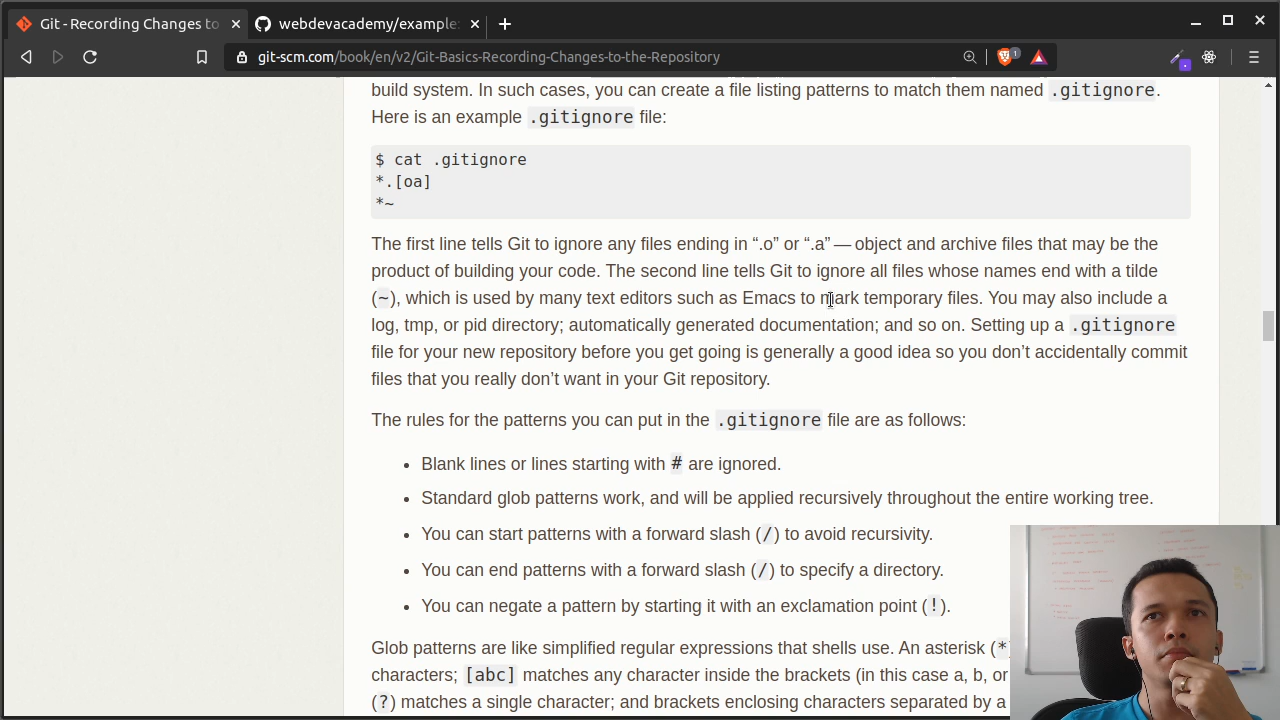 Git - Recording Changes to
webdevacademy/example
git-scm.com/book/en/v2/Git-Basics-Recording-Changes-to-the-Repository
1
build system. In such cases, you can create a file listing patterns to match them named .gitignore.
Here is an example .gitignore file:
$ cat .gitignore
*.[oa]
*~
The first line tells Git to ignore any files ending in “.o” or “.a” — object and archive files that may be the
product of building your code. The second line tells Git to ignore all files whose names end with a tilde
(~), which is used by many text editors such as Emacs to mark temporary files. You may also include a
log, tmp, or pid directory; automatically generated documentation; and so on. Setting up a .gitignore
file for your new repository before you get going is generally a good idea so you don’t accidentally commit
files that you really don’t want in your Git repository.
The rules for the patterns you can put in the .gitignore file are as follows:
• Blank lines or lines starting with # are ignored.
• Standard glob patterns work, and will be applied recursively throughout the entire working tree.
• You can start patterns with a forward slash (/) to avoid recursivity.
• You can end patterns with a forward slash (/) to specify a directory.
• You can negate a pattern by starting it with an exclamation point (!).
Glob patterns are like simplified regular expressions that shells use. An asterisk (*)
characters; [abc] matches any character inside the brackets (in this case a, b, or
(?) matches a single character; and brackets enclosing characters separated by a